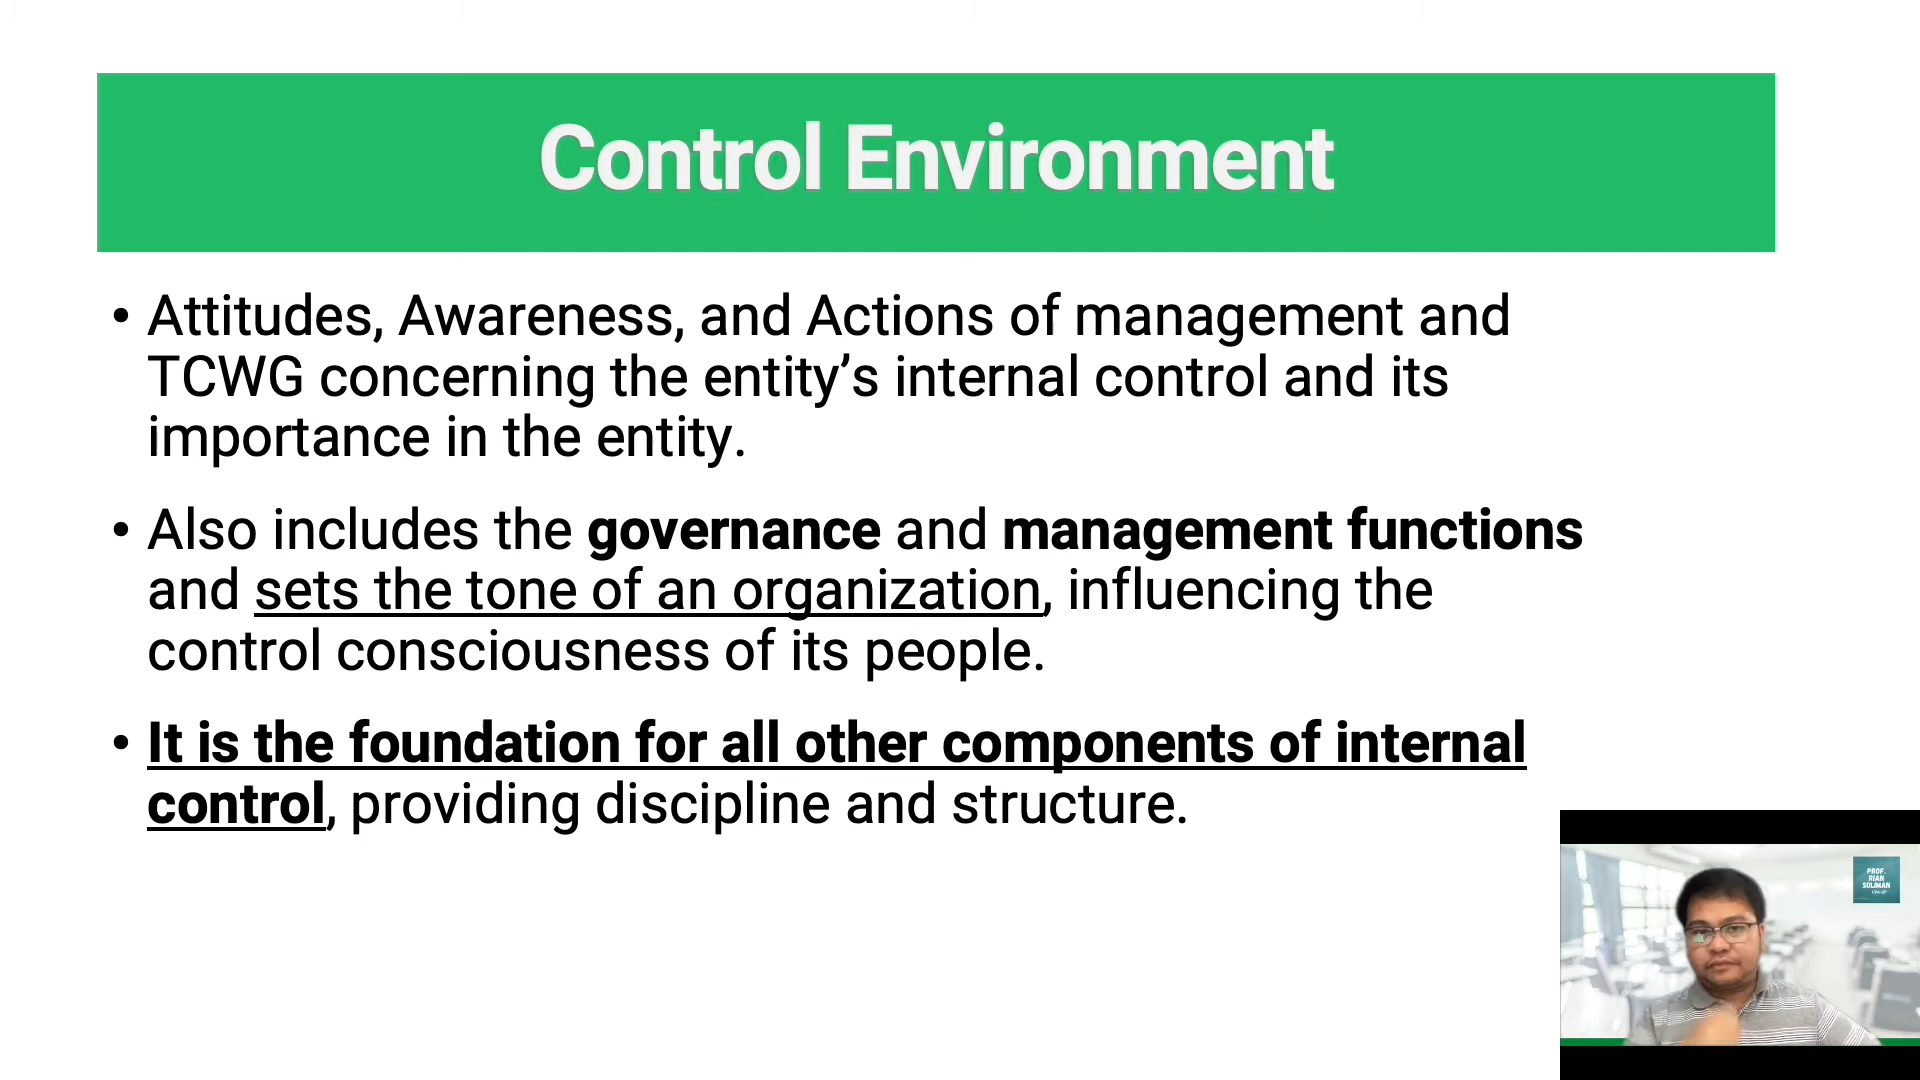 Control Environment
• Attitudes, Awareness, and Actions of management and
TCWG concerning the entity’s internal control and its
importance in the entity.
• Also includes the governance and management functions
and sets the tone of an organization, influencing the
control consciousness of its people.
• It is the foundation for all other components of internal
control, providing discipline and structure.
PROF.
RIAN
SOLIMAN